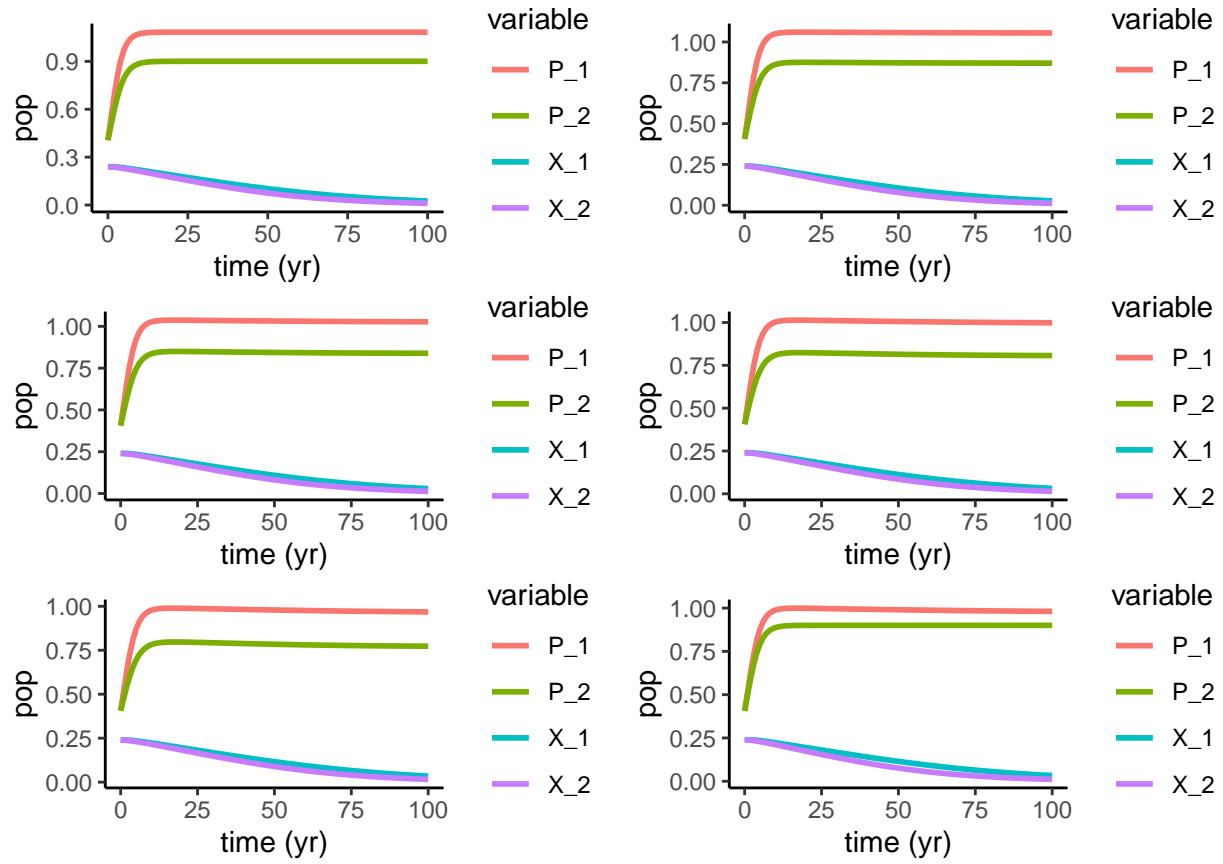 variable
P_1
P_2
X_1
X_2
pop
0.9
0.6
0.3
0.0
0 25 50 75 100
time (yr)
variable
P_1
P_2
X_1
X_2
pop
1.00
0.75
0.50
0.25
0.00
0 25 50 75 100
time (yr)
variable
P_1
P_2
X_1
X_2
pop
1.00
0.75
0.50
0.25
0.00
0 25 50 75 100
time (yr)
variable
P_1
P_2
X_1
X_2
pop
1.00
0.75
0.50
0.25
0.00
0 25 50 75 100
time (yr)
variable
P_1
P_2
X_1
X_2
pop
1.00
0.75
0.50
0.25
0.00
0 25 50 75 100
time (yr)
variable
P_1
P_2
X_1
X_2
pop
1.00
0.75
0.50
0.25
0.00
0 25 50 75 100
time (yr)